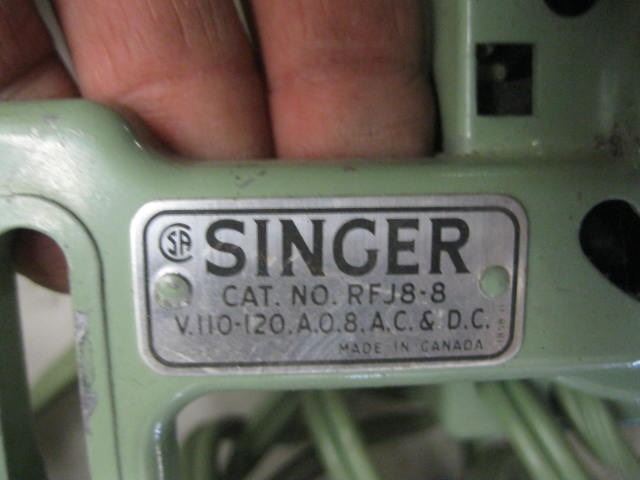 SA SINGER
CAT. NO. RFJ8-8
V.110-120.A.0.8.A.C. & D.C.
MADE IN CANADA